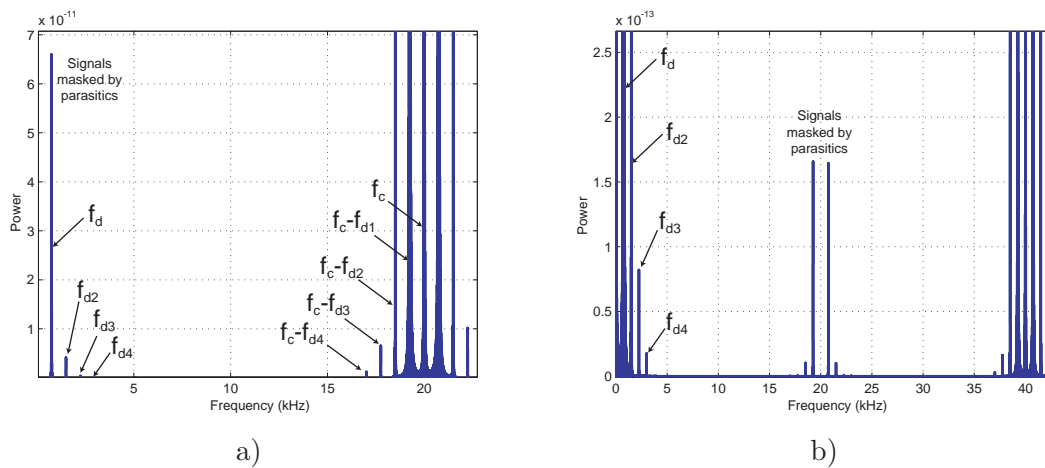 x 10⁻¹¹
7
6
5
4
3
2
1
Power
5
10
15
20
Frequency (kHz)
Signals
masked by
parasitics
f_d
f_d2
f_d3
f_d4
f_c
f_c-f_d1
f_c-f_d2
f_c-f_d3
f_c-f_d4
a)
x 10⁻¹³
2.5
2
1.5
1
0.5
0
Power
0
5
10
15
20
25
30
35
40
Frequency (kHz)
f_d
f_d2
f_d3
f_d4
Signals
masked by
parasitics
b)